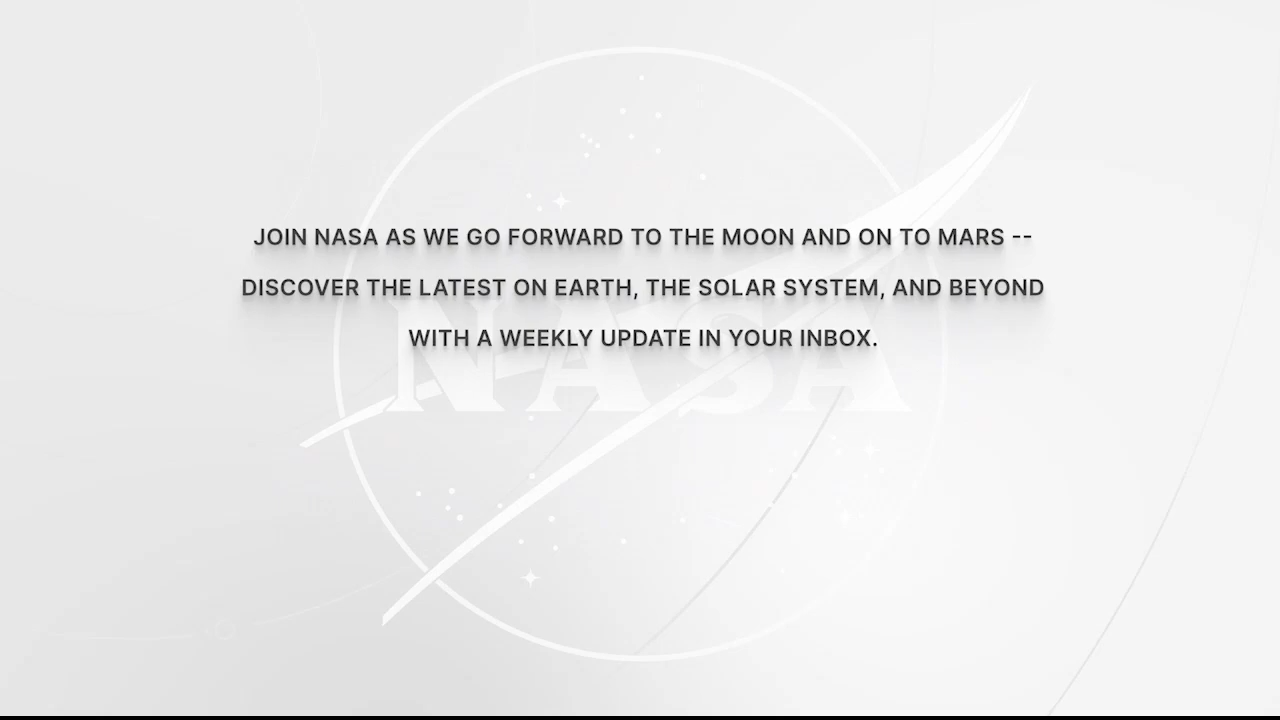 JOIN NASA AS WE GO FORWARD TO THE MOON AND ON TO MARS --
DISCOVER THE LATEST ON EARTH, THE SOLAR SYSTEM, AND BEYOND
WITH A WEEKLY UPDATE IN YOUR INBOX.
NASA